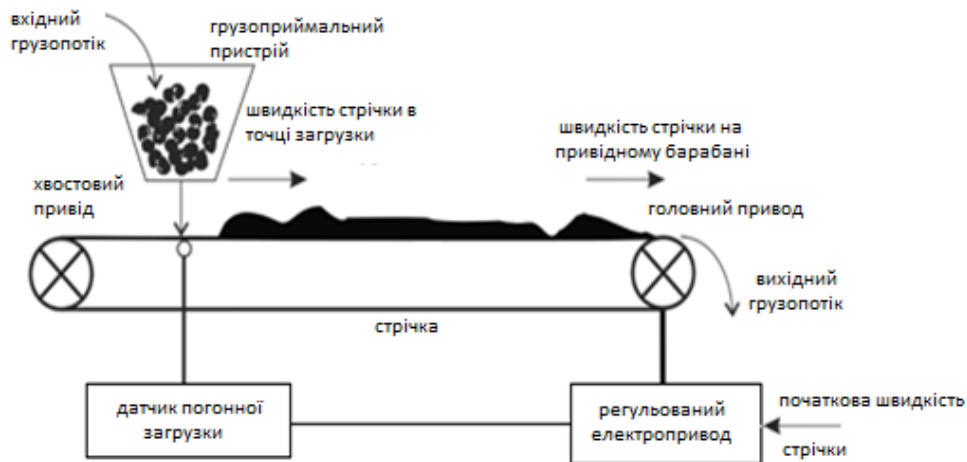 вхідний
грузопотік
грузоприймальний
пристрій
швидкість стрічки в
точці загрузки
швидкість стрічки на
привідному барабані
хвостовий
привід
головний привод
вихідний
грузопотік
стрічка
датчик погонної
загрузки
регульований
електропривод
початкова швидкість
стрічки